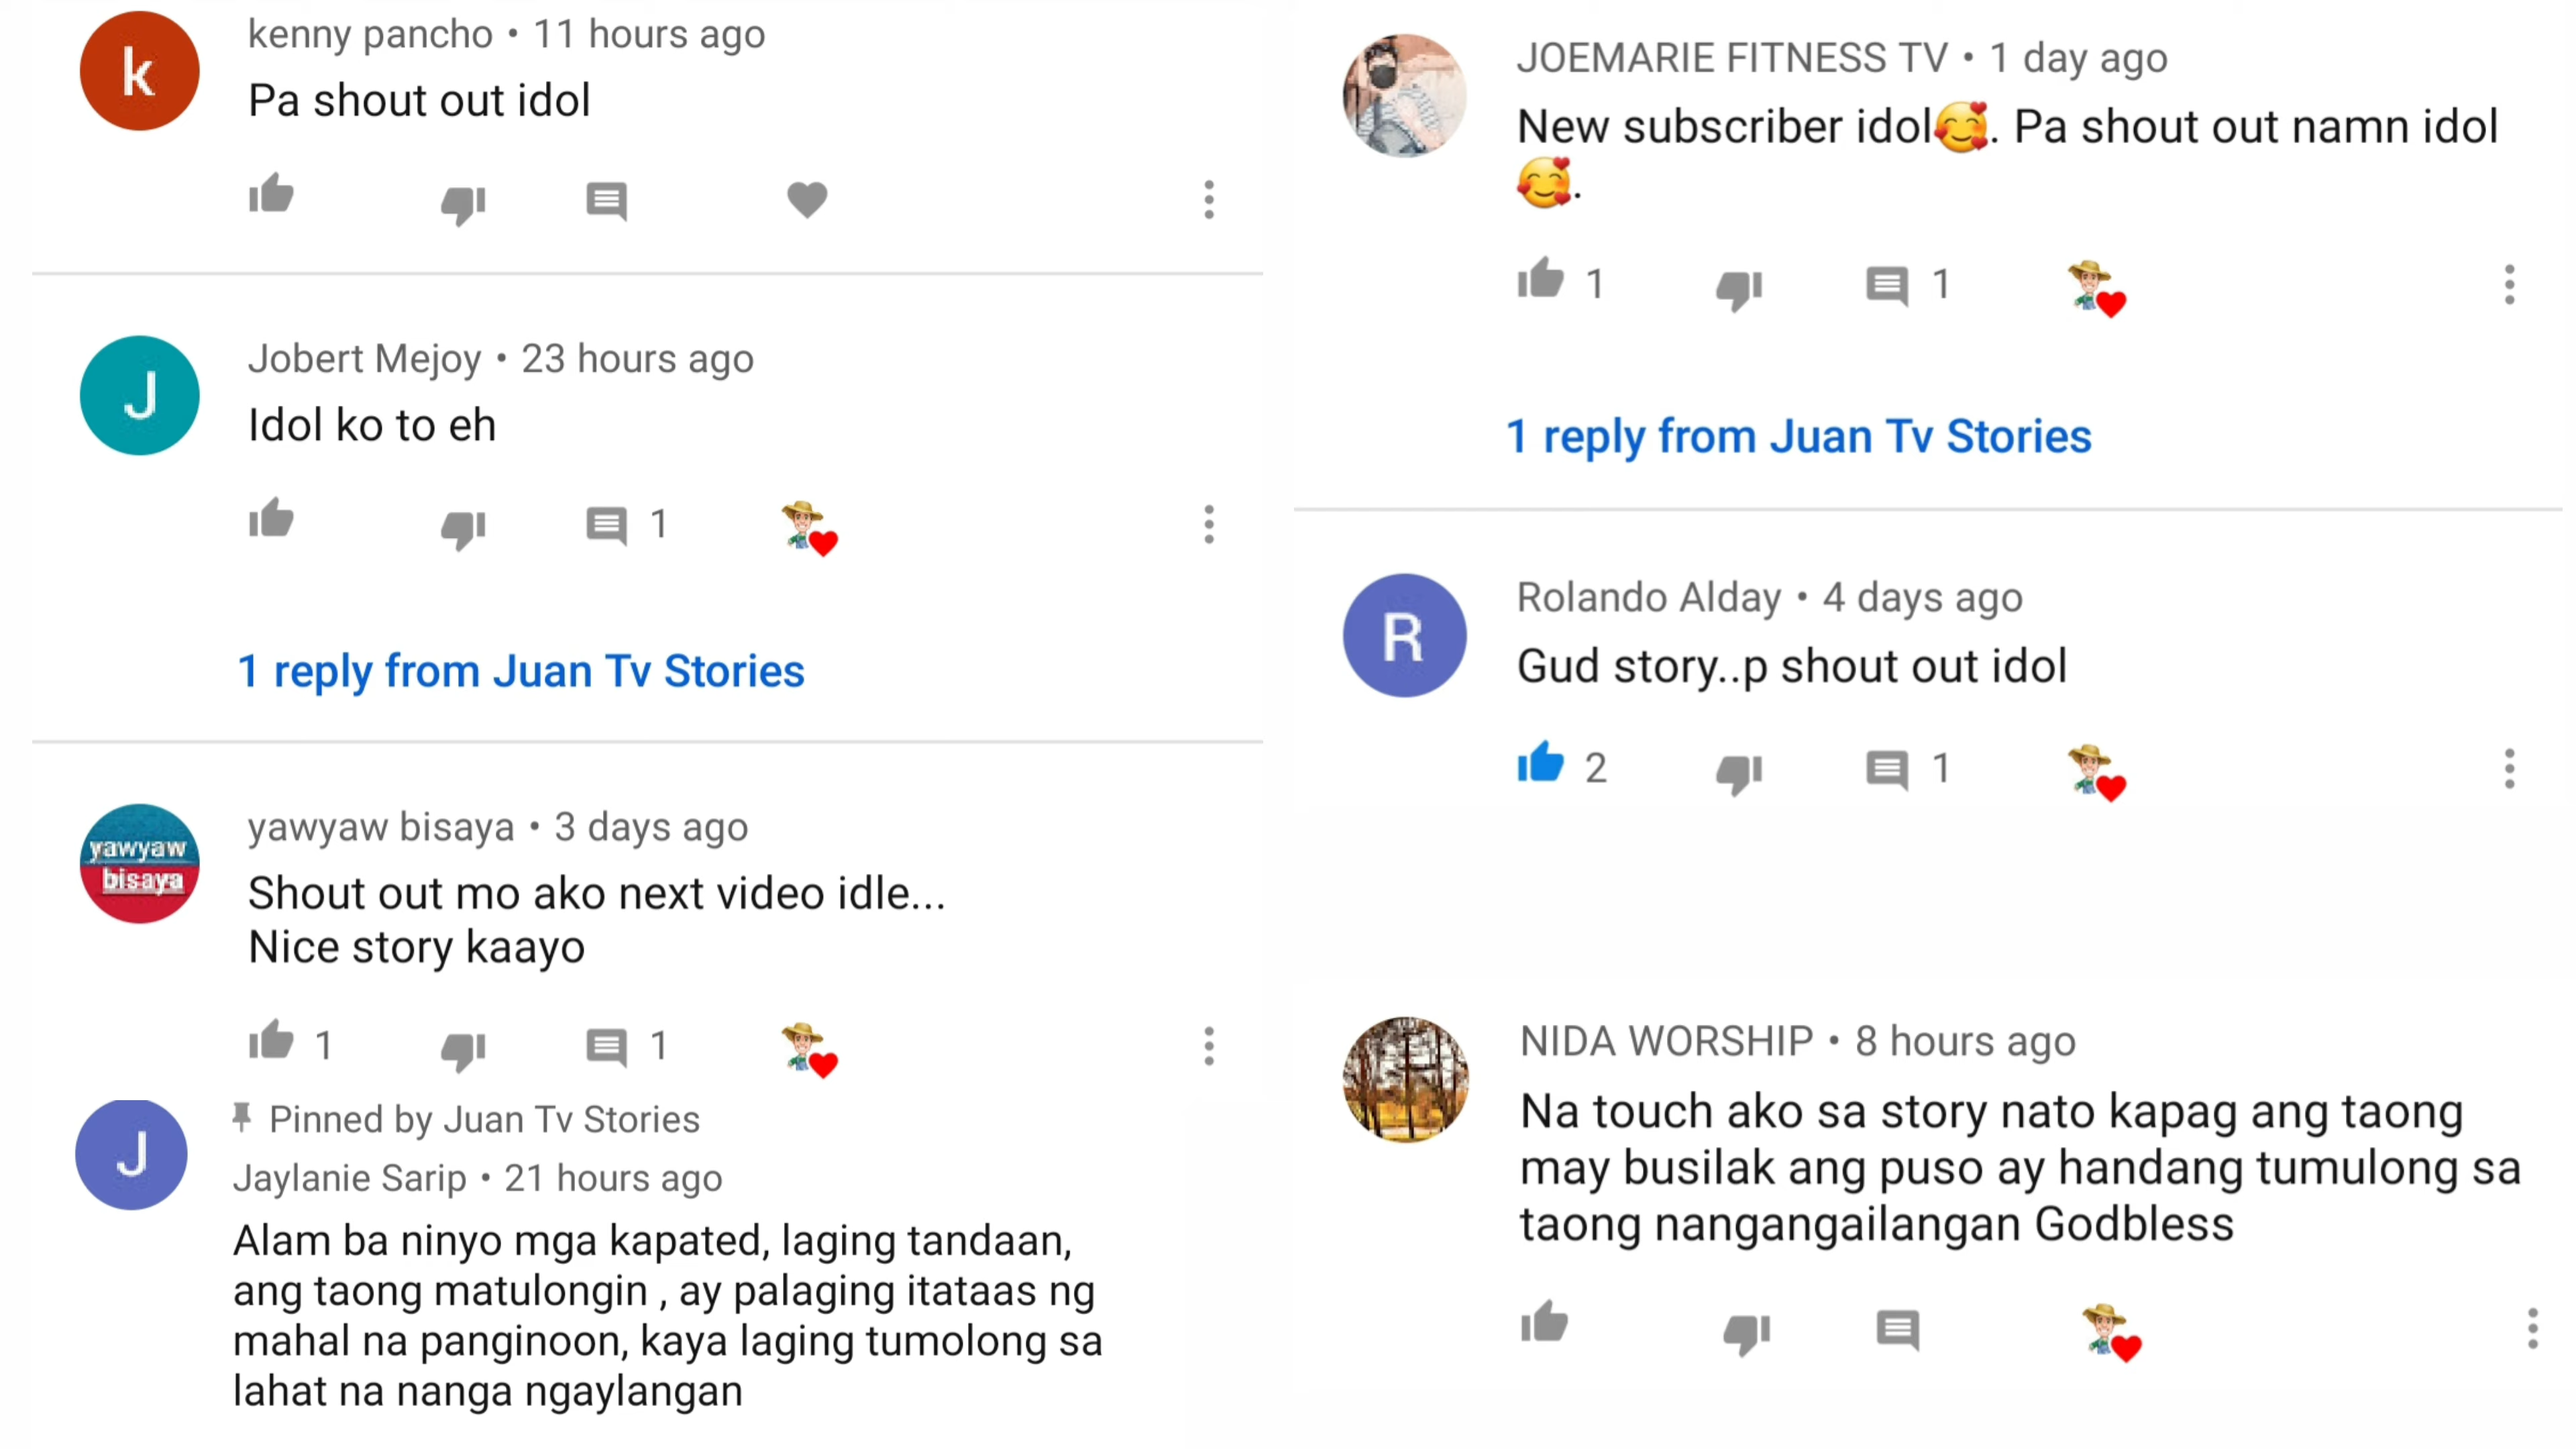 k
kenny pancho • 11 hours ago
Pa shout out idol
J
Jobert Mejoy • 23 hours ago
Idol ko to eh
1
1 reply from Juan Tv Stories
yawyaw
bisaya
yawyaw bisaya • 3 days ago
Shout out mo ako next video idle...
Nice story kaayo
1 1
J
Pinned by Juan Tv Stories
Jaylanie Sarip • 21 hours ago
Alam ba ninyo mga kapated, laging tandaan,
ang taong matulongin , ay palaging itataas ng
mahal na panginoon, kaya laging tumolong sa
lahat na nanga ngaylangan
JOEMARIE FITNESS TV • 1 day ago
New subscriber idol🥰. Pa shout out namn idol
🥰.
1 1
1 reply from Juan Tv Stories
R
Rolando Alday • 4 days ago
Gud story..p shout out idol
2 1
NIDA WORSHIP • 8 hours ago
Na touch ako sa story nato kapag ang taong
may busilak ang puso ay handang tumulong sa
taong nangangailangan Godbless